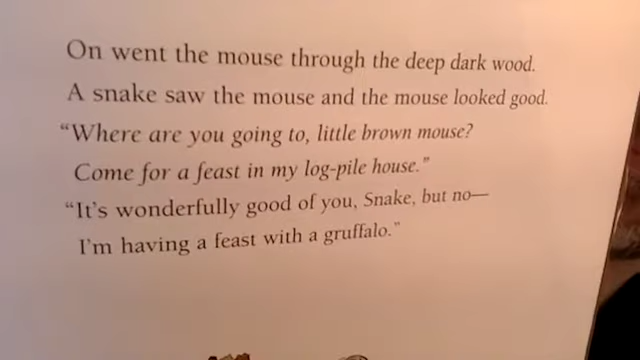 On went the mouse through the deep dark wood.
A snake saw the mouse and the mouse looked good.
“Where are you going to, little brown mouse?
Come for a feast in my log-pile house.”
“It’s wonderfully good of you, Snake, but no—
I’m having a feast with a gruffalo.”